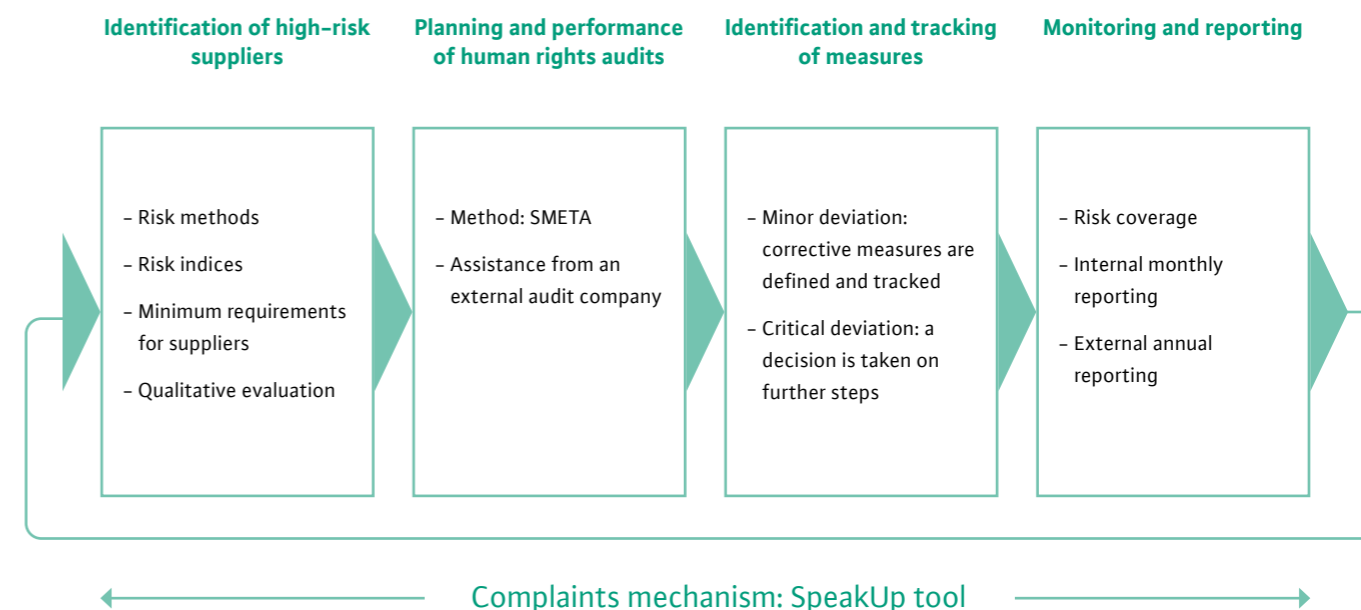 Identification of high-risk
suppliers
Planning and performance
of human rights audits
Identification and tracking
of measures
Monitoring and reporting
– Risk methods
– Risk indices
– Minimum requirements
for suppliers
– Qualitative evaluation
– Method: SMETA
– Assistance from an
external audit company
– Minor deviation:
corrective measures are
defined and tracked
– Critical deviation: a
decision is taken on
further steps
– Risk coverage
– Internal monthly
reporting
– External annual
reporting
Complaints mechanism: SpeakUp tool